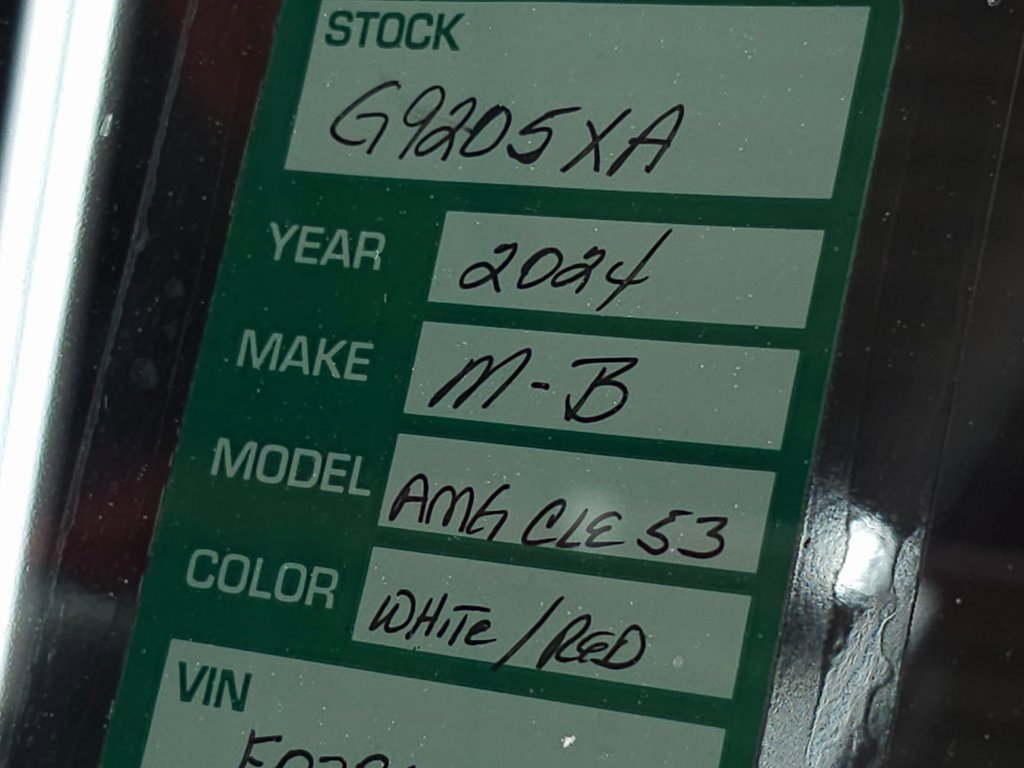 STOCK
G9205XA
YEAR 2024
MAKE M-B
MODEL AMG CLE 53
COLOR WHITE/RED
VIN